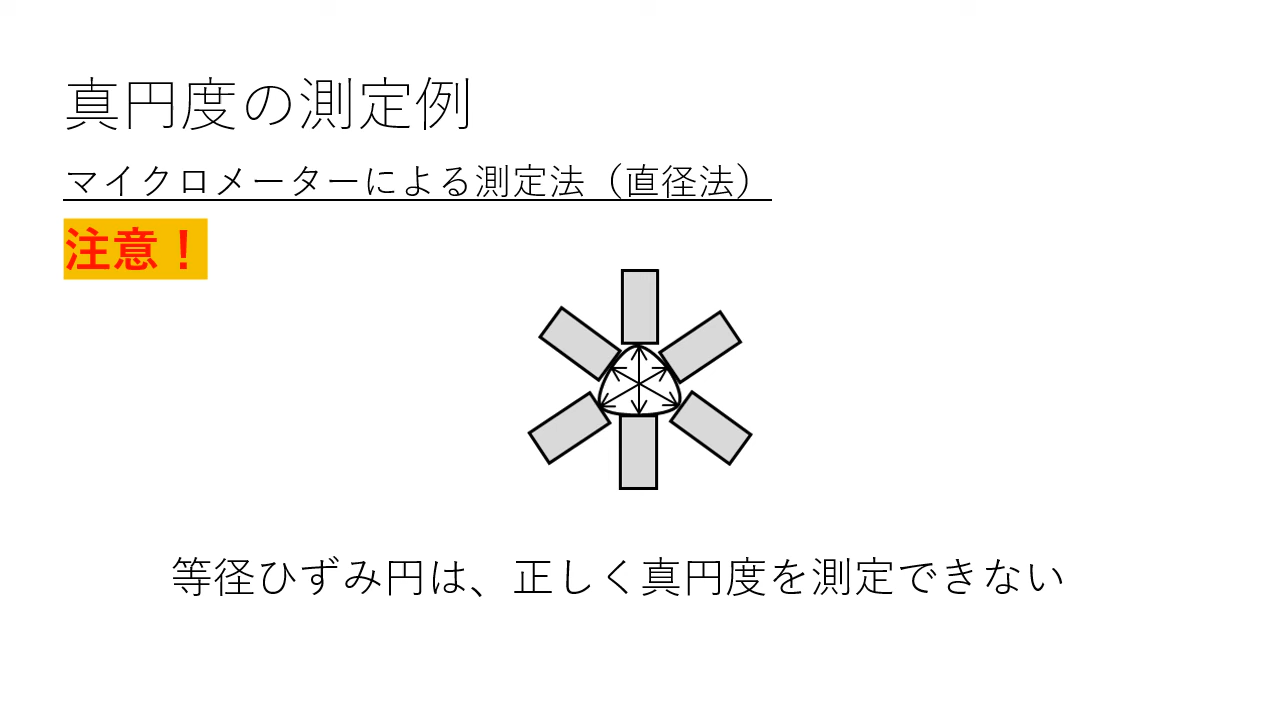 真円度の測定例
マイクロメーターによる測定法（直径法）
注意！
等径ひずみ円は、正しく真円度を測定できない